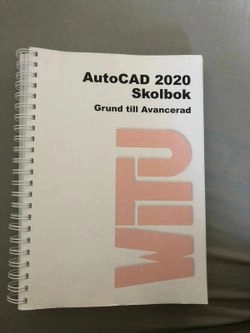 AutoCAD 2020
Skolbok
Grund till Avancerad
WITU